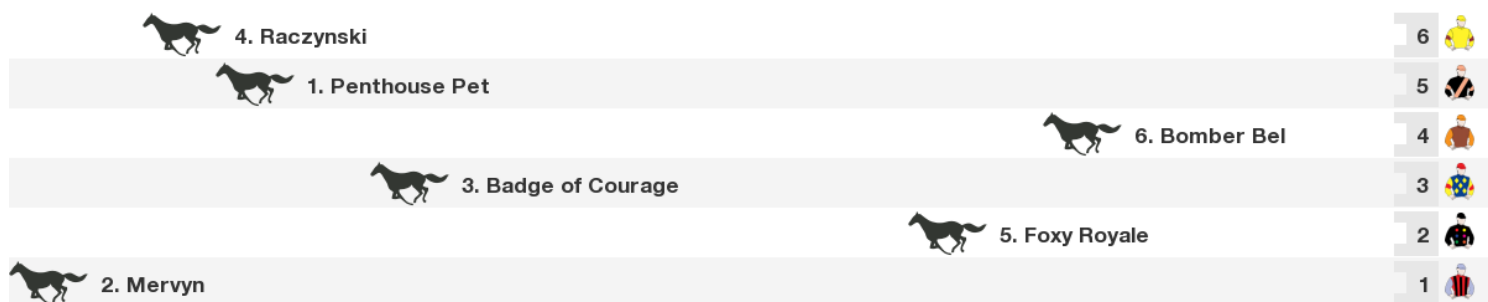 4. Raczynski 6
1. Penthouse Pet 5
6. Bomber Bel 4
3. Badge of Courage 3
5. Foxy Royale 2
2. Mervyn 1